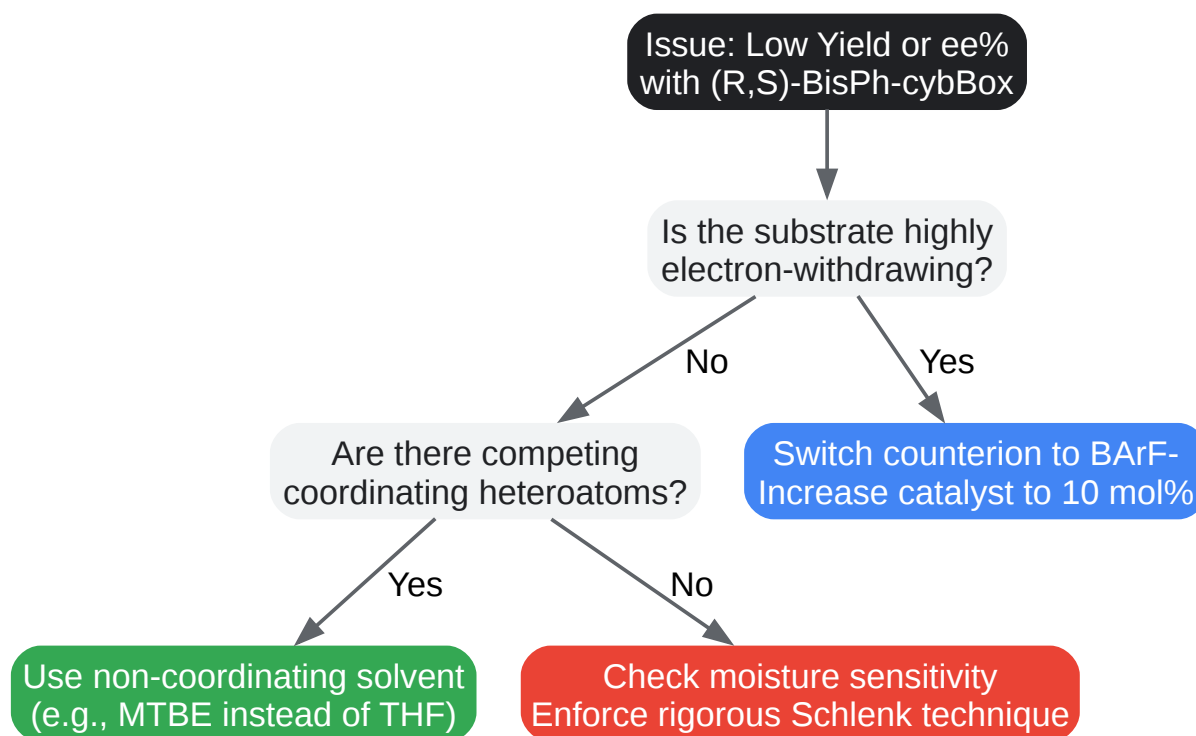 Issue: Low Yield or ee%
with (R,S)-BisPh-cybBox
Is the substrate highly
electron-withdrawing?
No
Yes
Are there competing
coordinating heteroatoms?
Switch counterion to BArF-
Increase catalyst to 10 mol%
Yes
No
Use non-coordinating solvent
(e.g., MTBE instead of THF)
Check moisture sensitivity
Enforce rigorous Schlenk technique